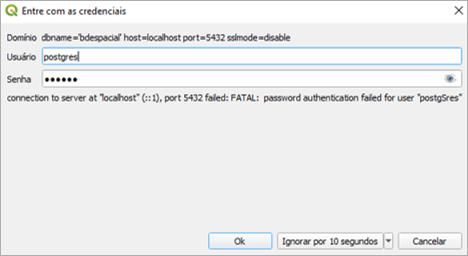 Entre com as credenciais
Domínio dbname='bdespacial' host=localhost port=5432 sslmode=disable
Usuário postgres
Senha ●●●●●●
connection to server at "localhost" (::1), port 5432 failed: FATAL: password authentication failed for user "postgSres"
Ok Ignorar por 10 segundos Cancelar